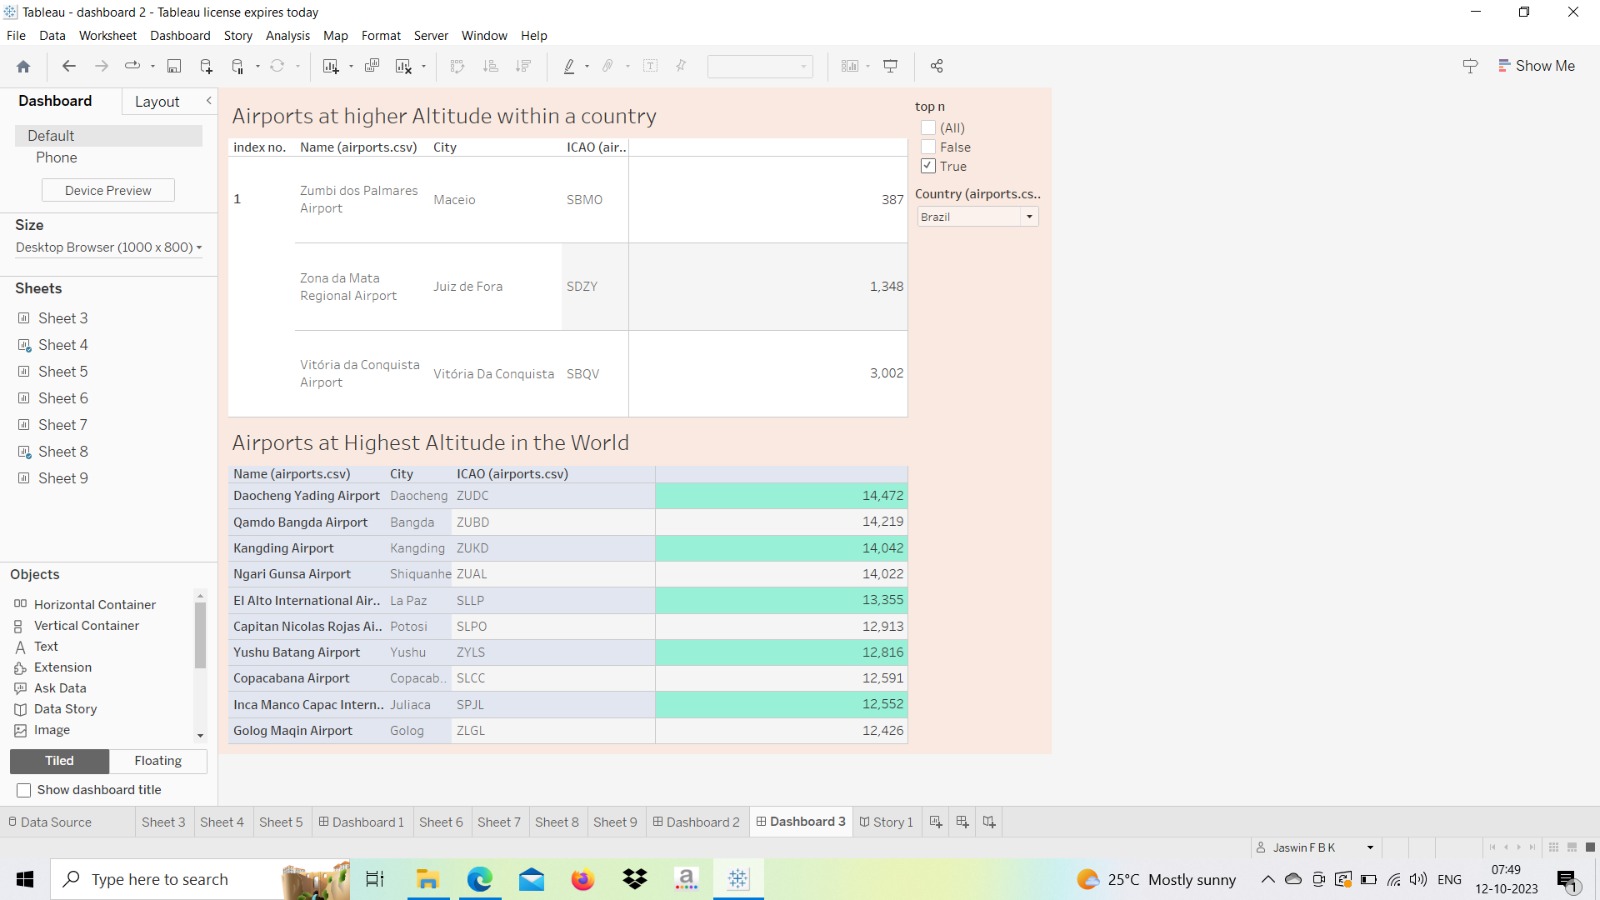 Tableau - dashboard 2 - Tableau license expires today
File Data Worksheet Dashboard Story Analysis Map Format Server Window Help
Show Me
Dashboard Layout
Default
Phone
Device Preview
Size
Desktop Browser (1000 x 800)
Sheets
Sheet 3
Sheet 4
Sheet 5
Sheet 6
Sheet 7
Sheet 8
Sheet 9
Objects
Horizontal Container
Vertical Container
Text
Extension
Ask Data
Data Story
Image
Tiled Floating
Show dashboard title
Airports at higher Altitude within a country
index no. Name (airports.csv) City ICAO (air..
1 Zumbi dos Palmares Airport Maceio SBMO 387
Zona da Mata Regional Airport Juiz de Fora SDZY 1,348
Vitória da Conquista Airport Vitória Da Conquista SBQV 3,002
top n
(All)
False
True
Country (airports.cs..
Brazil
Airports at Highest Altitude in the World
Name (airports.csv) City ICAO (airports.csv)
Daocheng Yading Airport Daocheng ZUDC 14,472
Qamdo Bangda Airport Bangda ZUBD 14,219
Kangding Airport Kangding ZUKD 14,042
Ngari Gunsa Airport Shiquanhe ZUAL 14,022
El Alto International Air.. La Paz SLLP 13,355
Capitan Nicolas Rojas Ai.. Potosi SLPO 12,913
Yushu Batang Airport Yushu ZYLS 12,816
Copacabana Airport Copacab.. SLCC 12,591
Inca Manco Capac Intern.. Juliaca SPJL 12,552
Golog Maqin Airport Golog ZLGL 12,426
Data Source Sheet 3 Sheet 4 Sheet 5 Dashboard 1 Sheet 6 Sheet 7 Sheet 8 Sheet 9 Dashboard 2 Dashboard 3 Story 1
Jaswin F B K
Type here to search
25°C Mostly sunny
ENG
07:49
12-10-2023
1